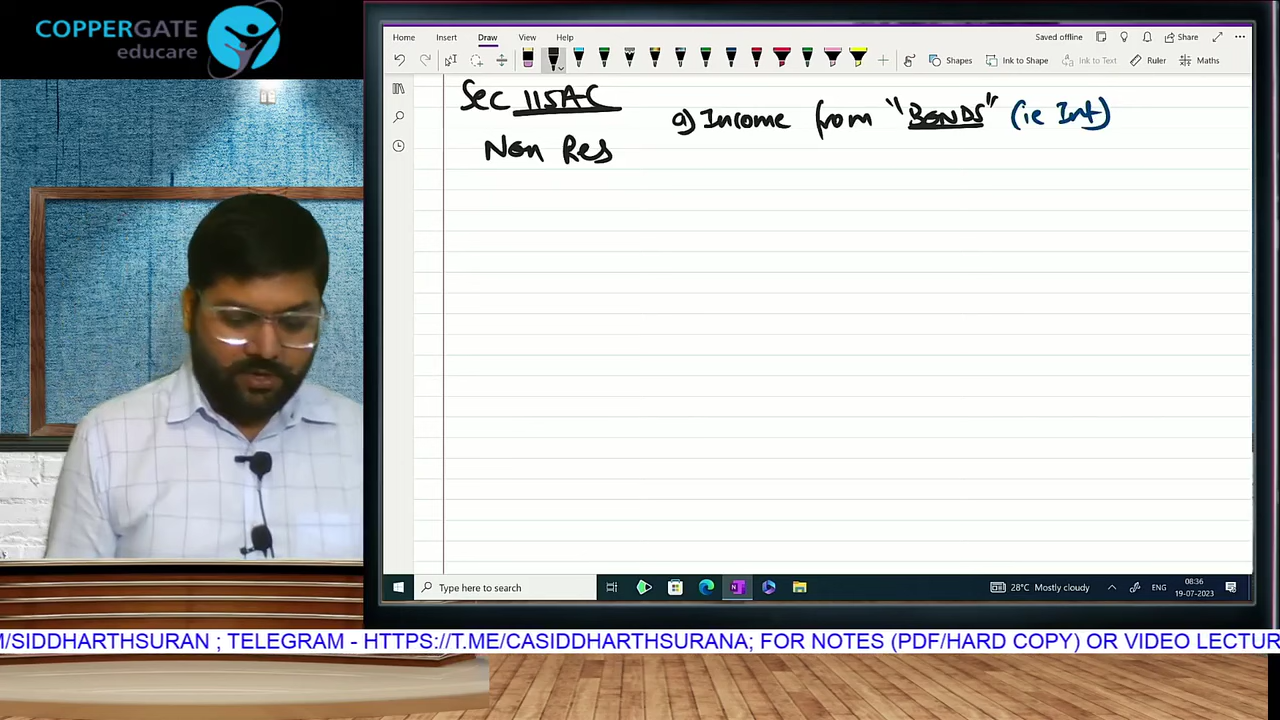 COPPERGATE
educare
Home Insert Draw View Help
Saved offline
Share
Shapes
Ink to Shape
Ink to Text
Ruler
Maths
Sec 115AC
Non Res
a) Income from "BONDS" (ie Int)
Type here to search
28°C Mostly cloudy
ENG
08:36
19-07-2023
M/SIDDHARTHSURAN ; TELEGRAM - HTTPS://T.ME/CASIDDHARTHSURANA; FOR NOTES (PDF/HARD COPY) OR VIDEO LECTUR